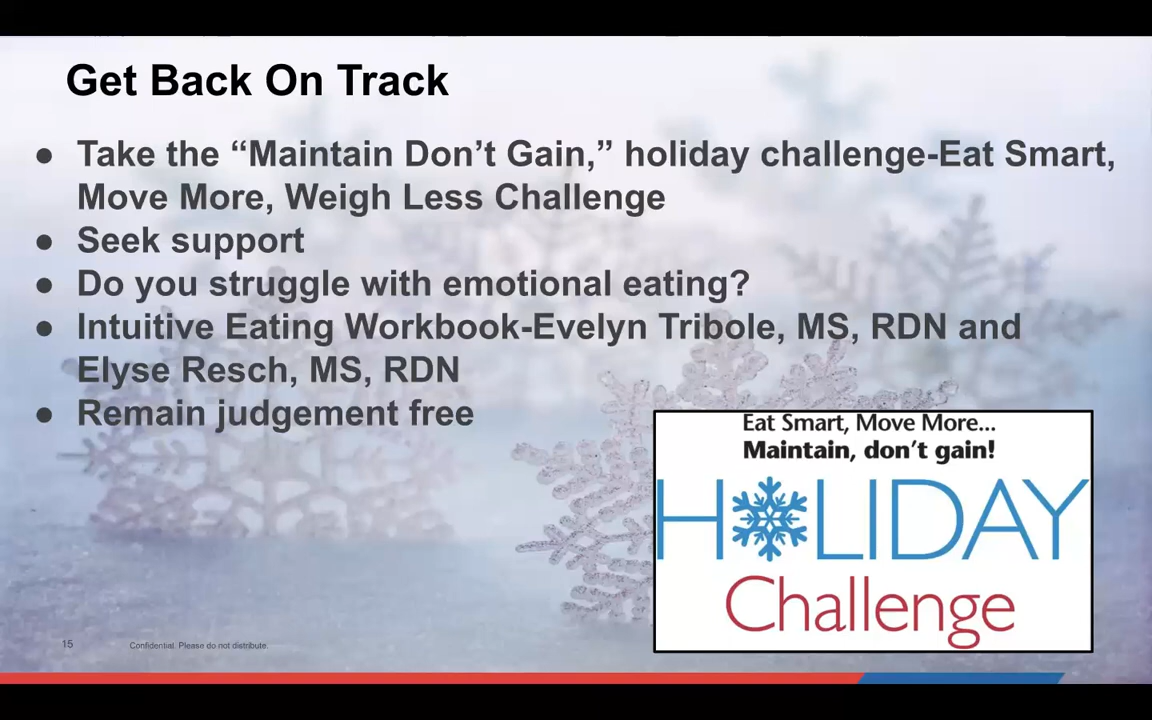 Get Back On Track
● Take the “Maintain Don’t Gain,” holiday challenge-Eat Smart,
Move More, Weigh Less Challenge
● Seek support
● Do you struggle with emotional eating?
● Intuitive Eating Workbook-Evelyn Tribole, MS, RDN and
Elyse Resch, MS, RDN
● Remain judgement free
Eat Smart, Move More...
Maintain, don’t gain!
HOLIDAY
Challenge
15
Confidential. Please do not distribute.